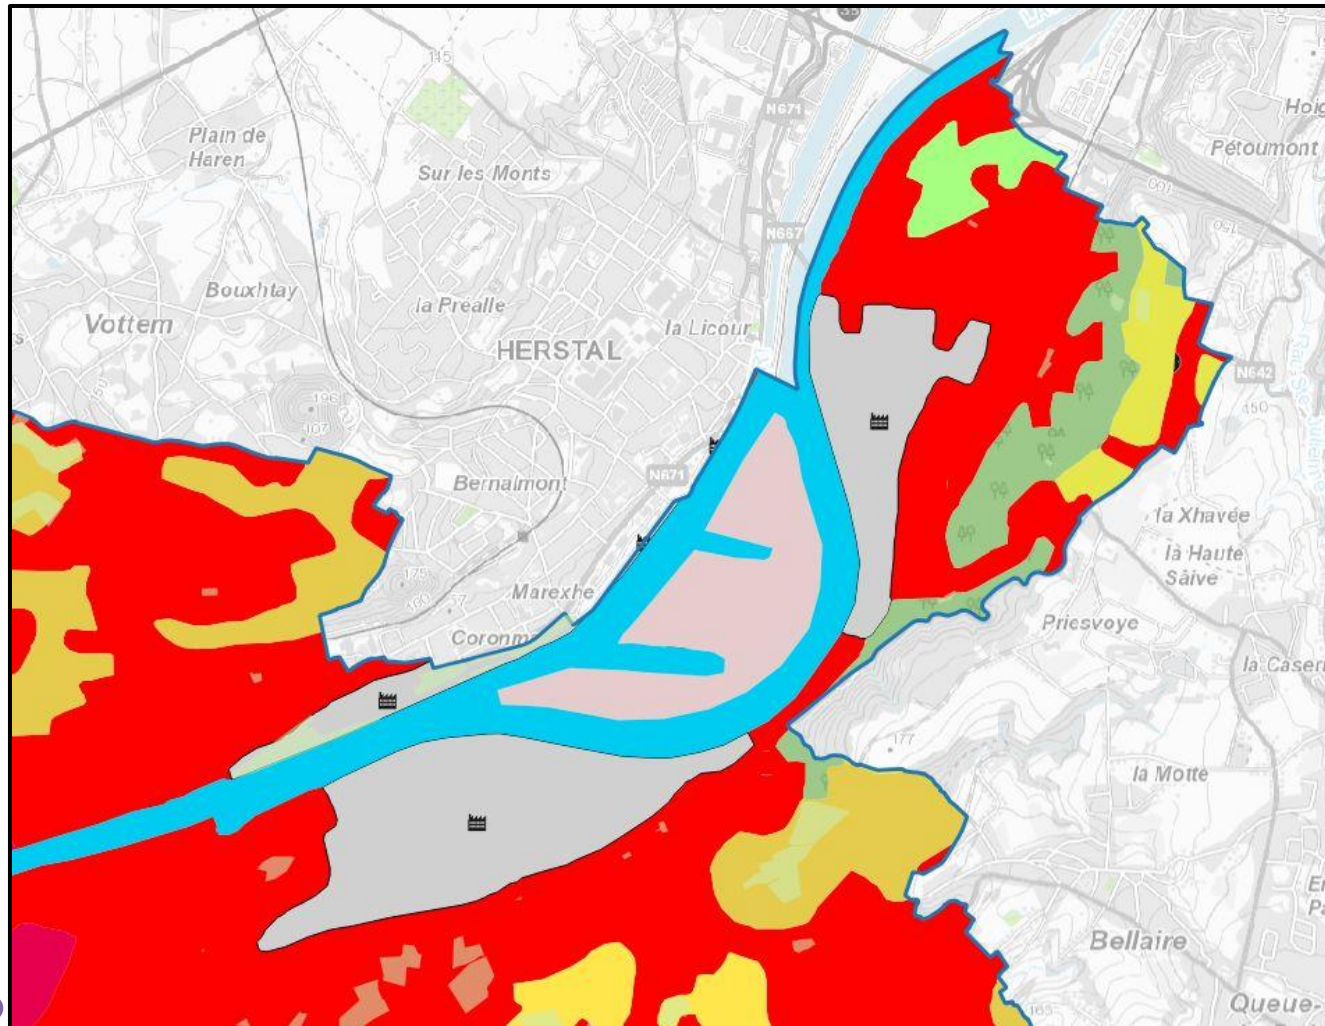 145
N671
Hoig
Plain de
Haren
Pétoumont
Sur les Monts
150
N667
Bouxhtay
la Préalle
Vottem
la Licour
HERSTAL
N642
196
107
Bernalmont
N671
la Xhavée
la Haute
Sâive
175
Marexhe
Priesvoye
Coronm
la Casern
177
la Motte
Bellaire
165
Queue-